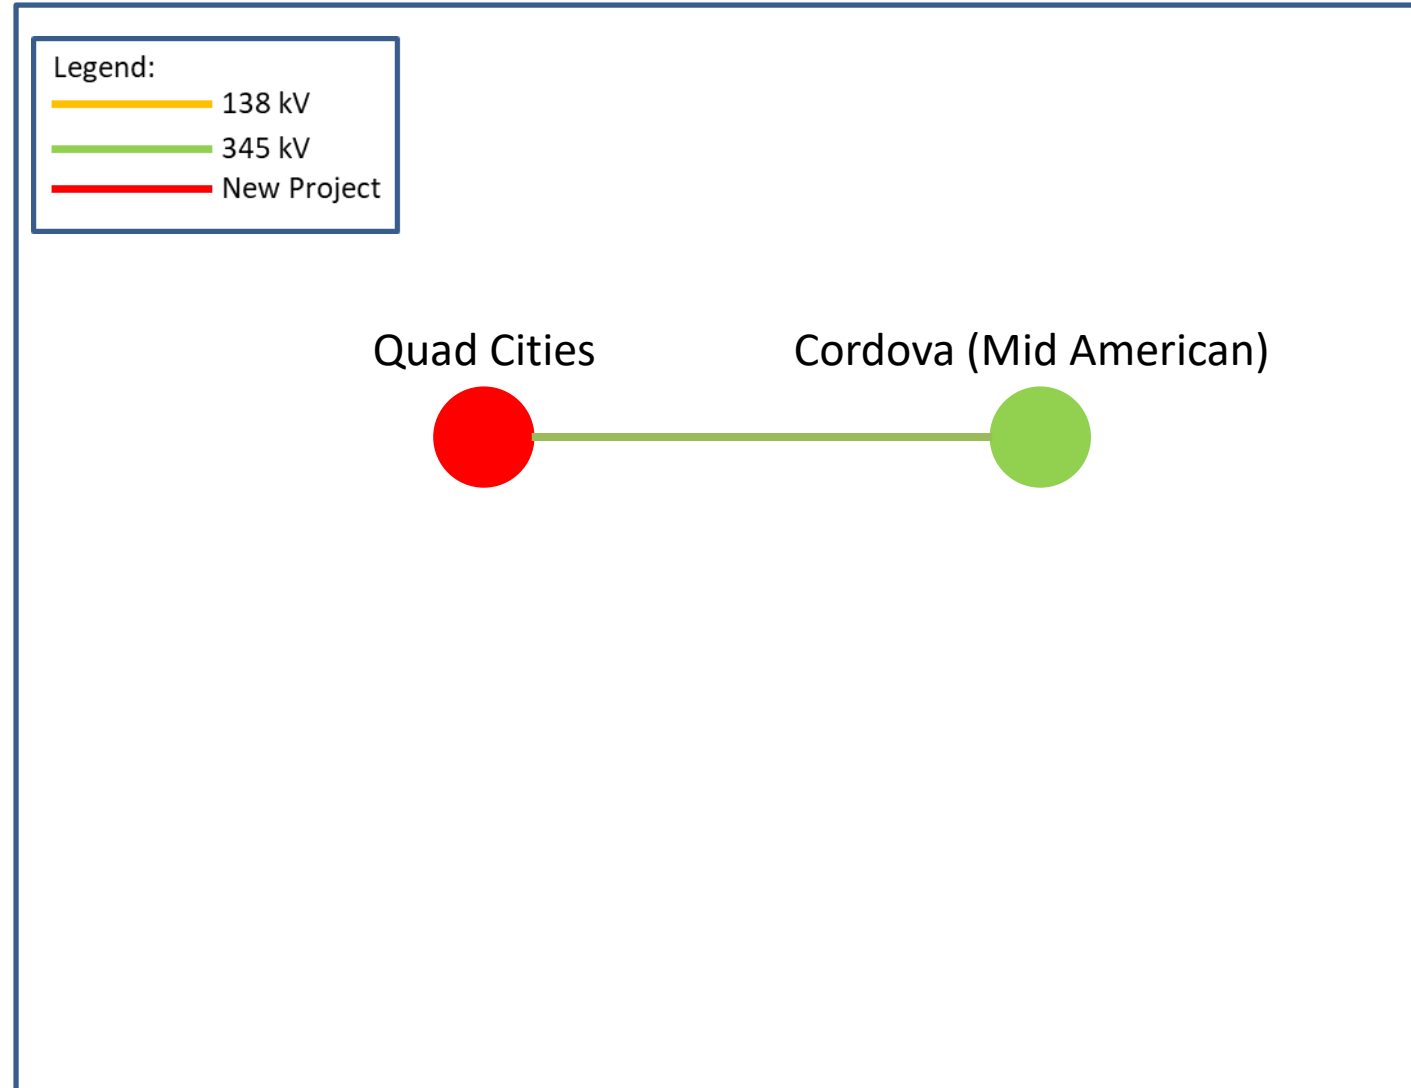 Legend:
138 kV
345 kV
New Project
Quad Cities
Cordova (Mid American)